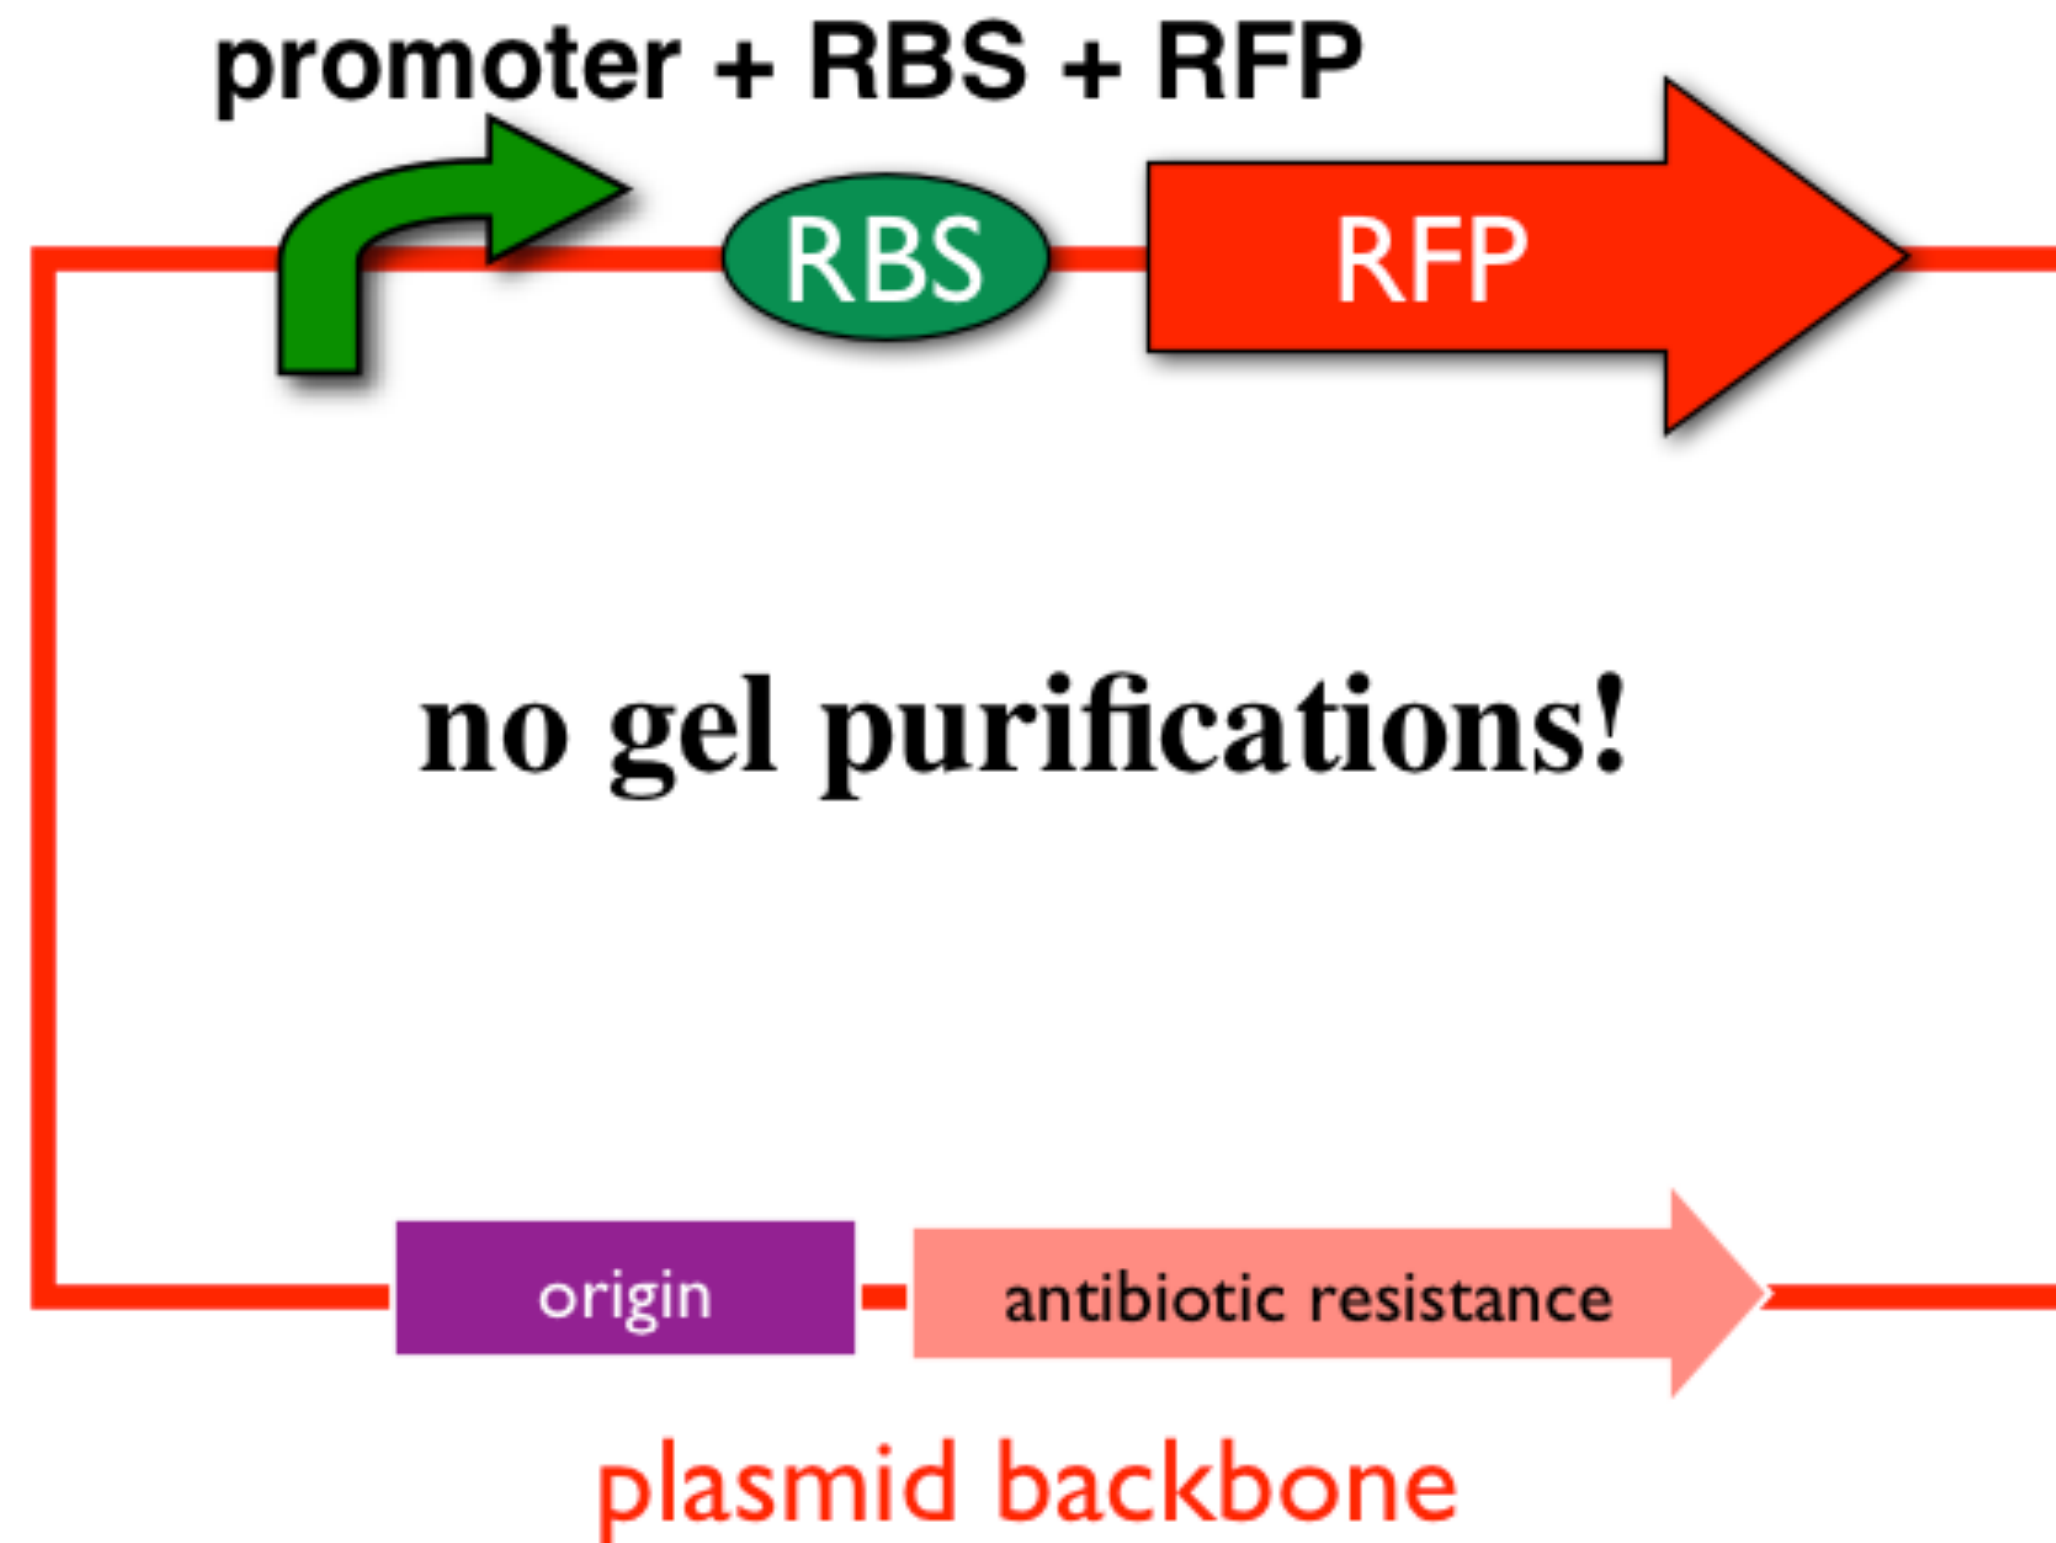 promoter + RBS + RFP
RBS
RFP
no gel purifications!
origin
antibiotic resistance
plasmid backbone